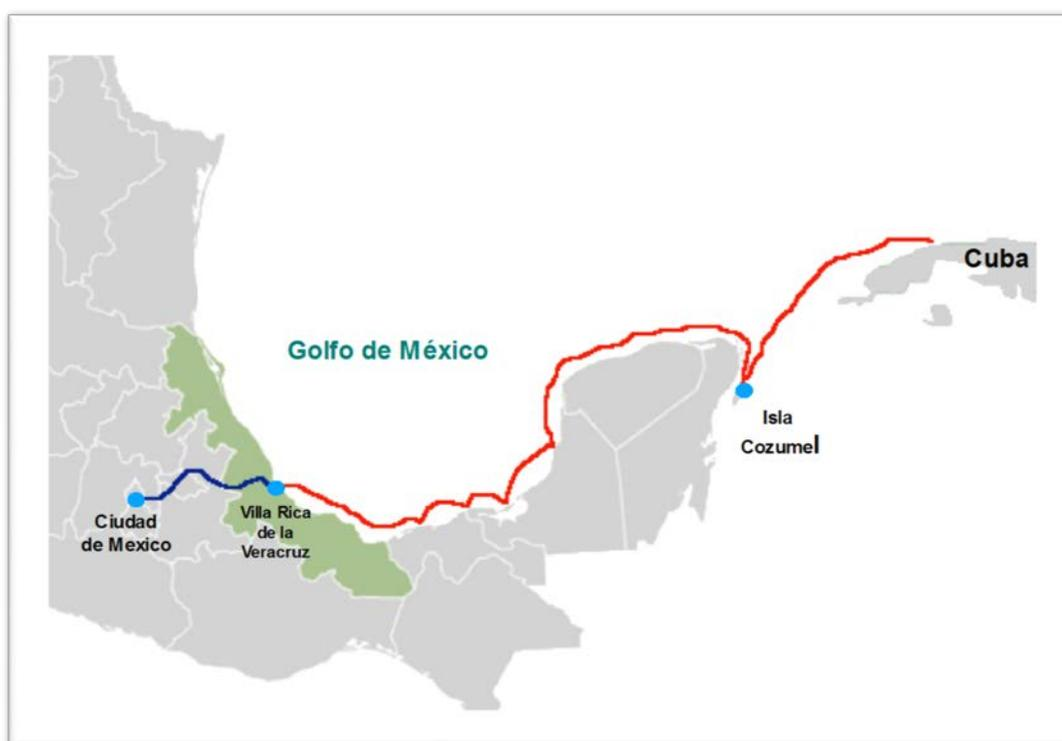 Cuba
Golfo de México
Isla
Cozumel
Villa Rica
de la
Veracruz
Ciudad
de Mexico